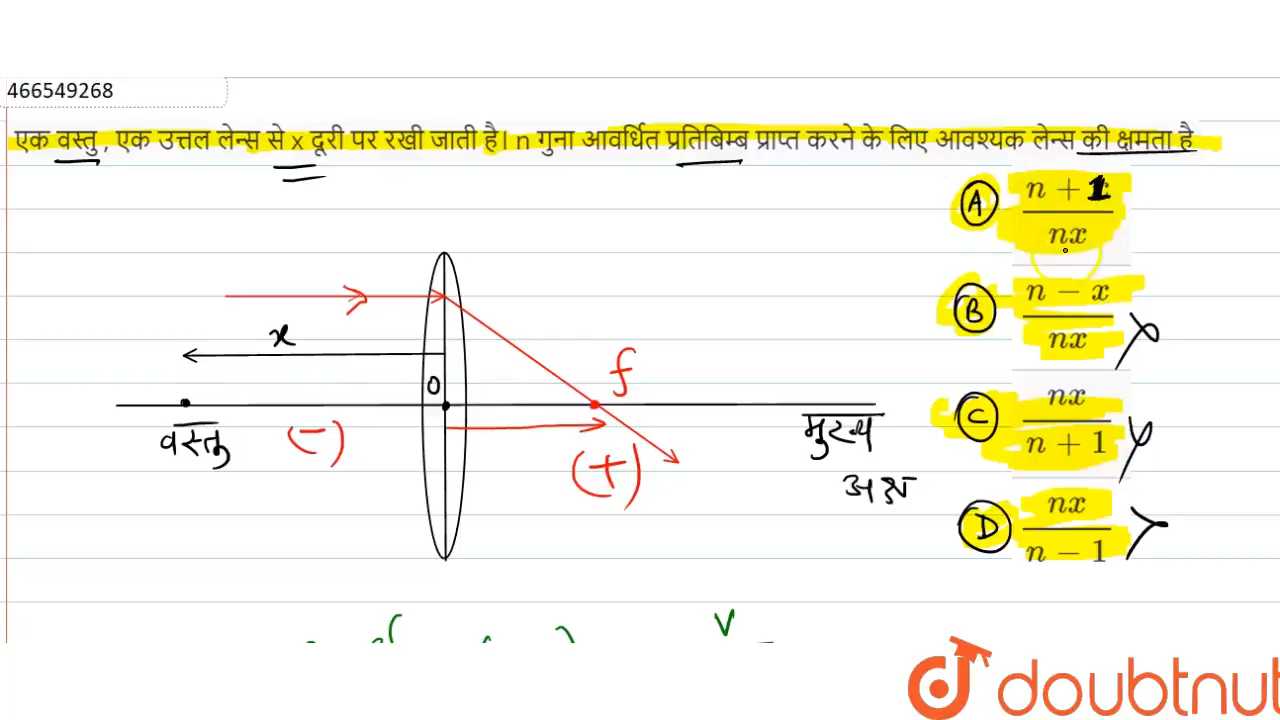 466549268
एक वस्तु, एक उत्तल लेन्स से x दूरी पर रखी जाती है। n गुना आवर्धित प्रतिबिम्ब प्राप्त करने के लिए आवश्यक लेन्स की क्षमता है
A n + 1
nx
B n − x
nx
C nx
n + 1
D nx
n − 1
x
f
0
वस्तु
(-)
(+)
मुख्य
अक्ष
V
doubtnut